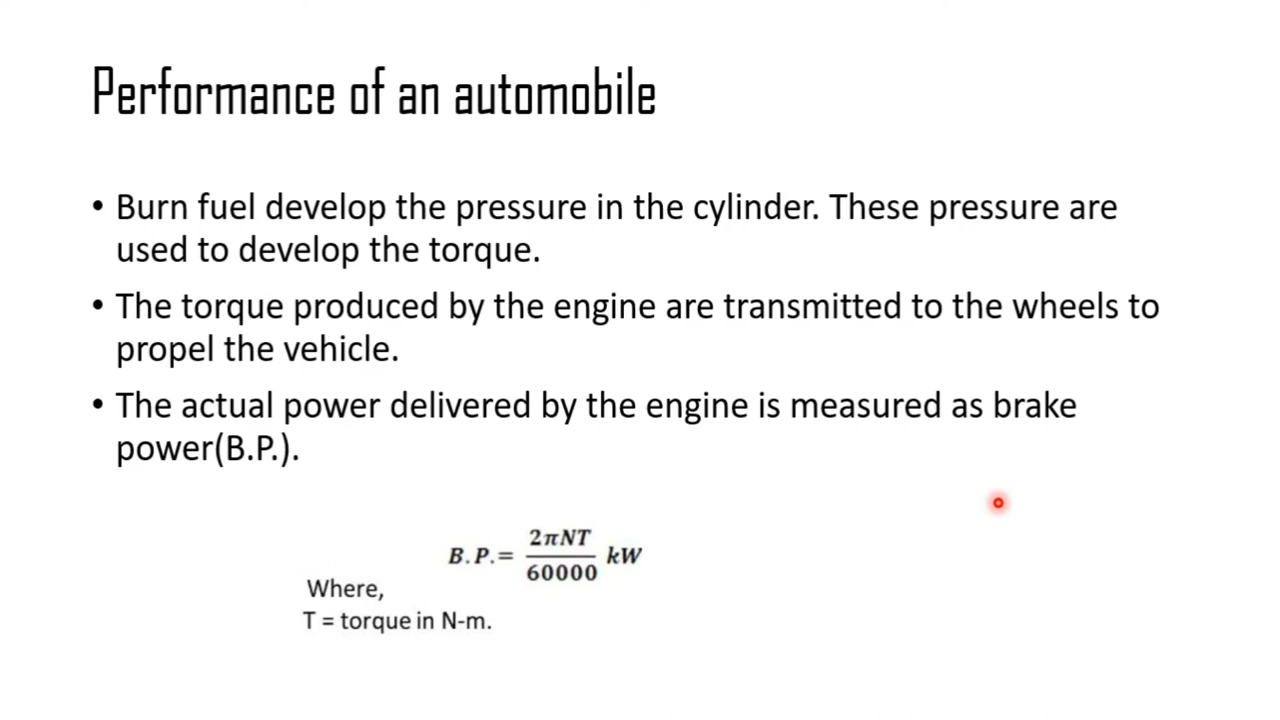 Performance of an automobile
• Burn fuel develop the pressure in the cylinder. These pressure are
used to develop the torque.
• The torque produced by the engine are transmitted to the wheels to
propel the vehicle.
• The actual power delivered by the engine is measured as brake
power(B.P.).
B.P.= 2πNT/60000 kW
Where,
T = torque in N-m.